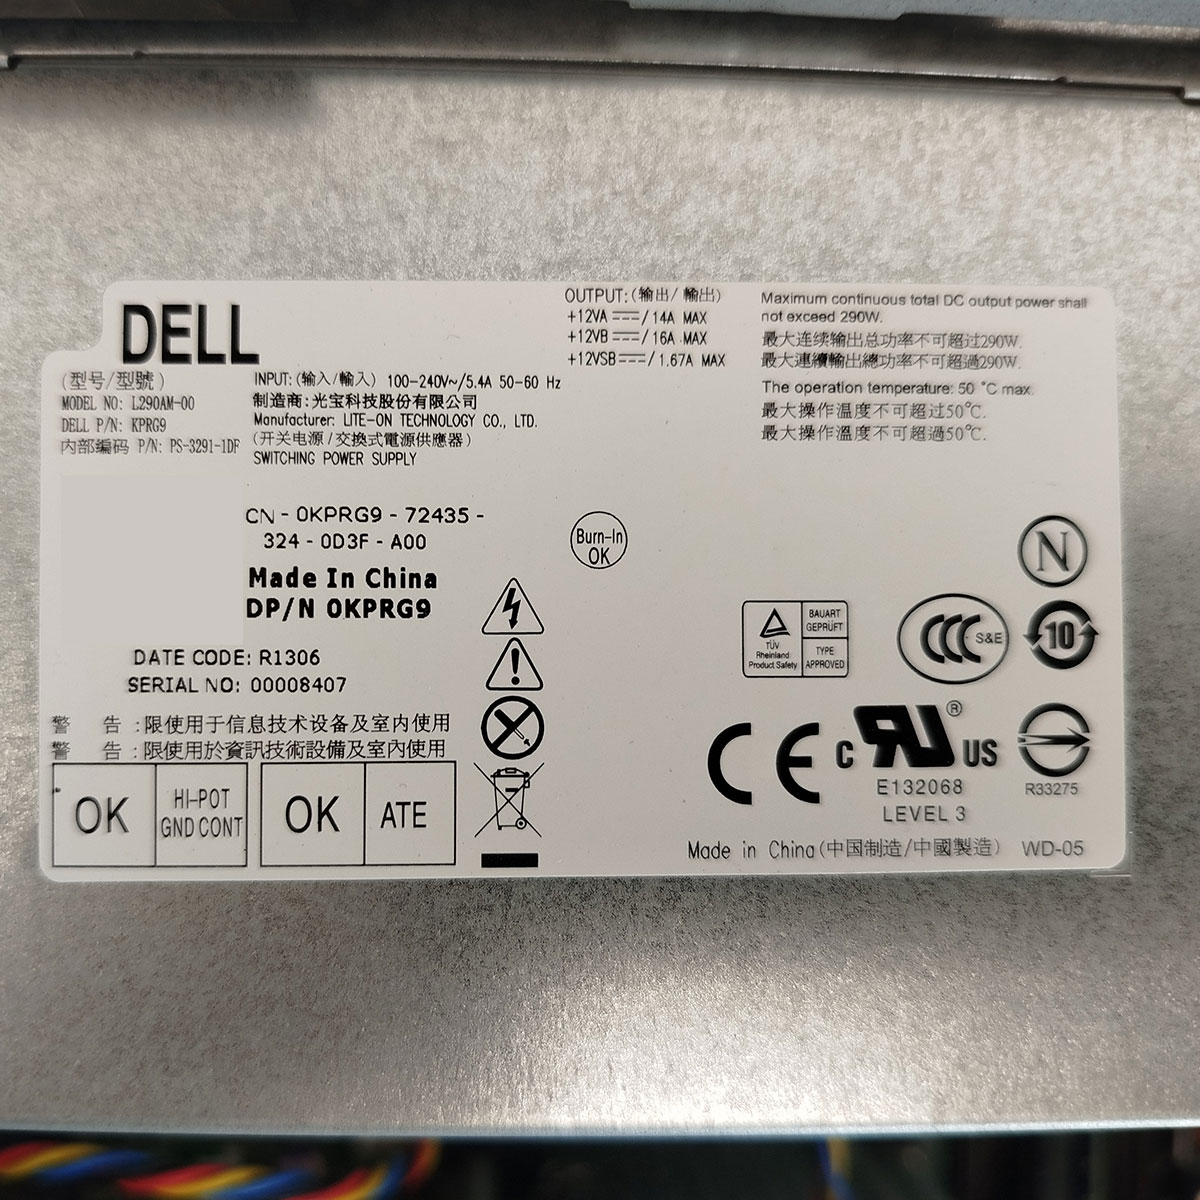 DELL
(型号/型號)
MODEL NO: L290AM-00
DELL P/N: KPRG9
内部编码 P/N: PS-3291-1DF
INPUT: (输入/輸入) 100-240V~/5.4A 50-60 Hz
制造商: 光宝科技股份有限公司
Manufacturer: LITE-ON TECHNOLOGY CO., LTD.
(开关电源/交換式電源供應器)
SWITCHING POWER SUPPLY
OUTPUT: (输出/輸出)
+12VA ⎓/ 14A MAX
+12VB ⎓/ 16A MAX
+12VSB ⎓/ 1.67A MAX
Maximum continuous total DC output power shall
not exceed 290W.
最大连续输出总功率不可超过290W.
最大連續輸出總功率不可超過290W.
The operation temperature: 50 °C max.
最大操作温度不可超过50℃.
最大操作溫度不可超過50℃.
CN - 0KPRG9 - 72435 -
324 - 0D3F - A00
Made In China
DP/N 0KPRG9
Burn-In
OK
DATE CODE: R1306
SERIAL NO: 00008407
警 告 :限使用于信息技术设备及室内使用
警 告 :限使用於資訊技術設備及室內使用
OK
HI-POT
GND CONT
OK
ATE
N
TÜV
Rheinland
Product Safety
BAUART
GEPRÜFT
TYPE
APPROVED
CCC S&E
10
CE
c RU ® US
E132068
LEVEL 3
R33275
Made in China(中国制造/中國製造) WD-05